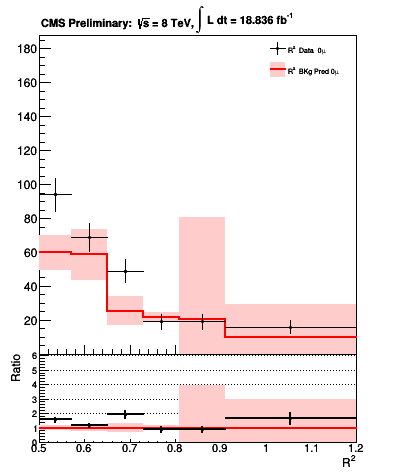 CMS Preliminary: √s = 8 TeV, ∫ L dt = 18.836 fb⁻¹
R² Data 0μ
R² BKg Pred 0μ
180
160
140
120
100
80
60
40
20
Ratio
6
5
4
3
2
1
0
0.5 0.6 0.7 0.8 0.9 1 1.1 1.2
R²